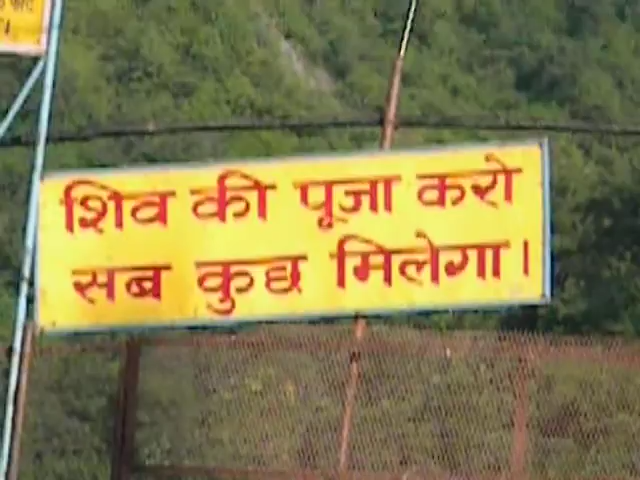 शिव की पूजा करो
सब कुछ मिलेगा।